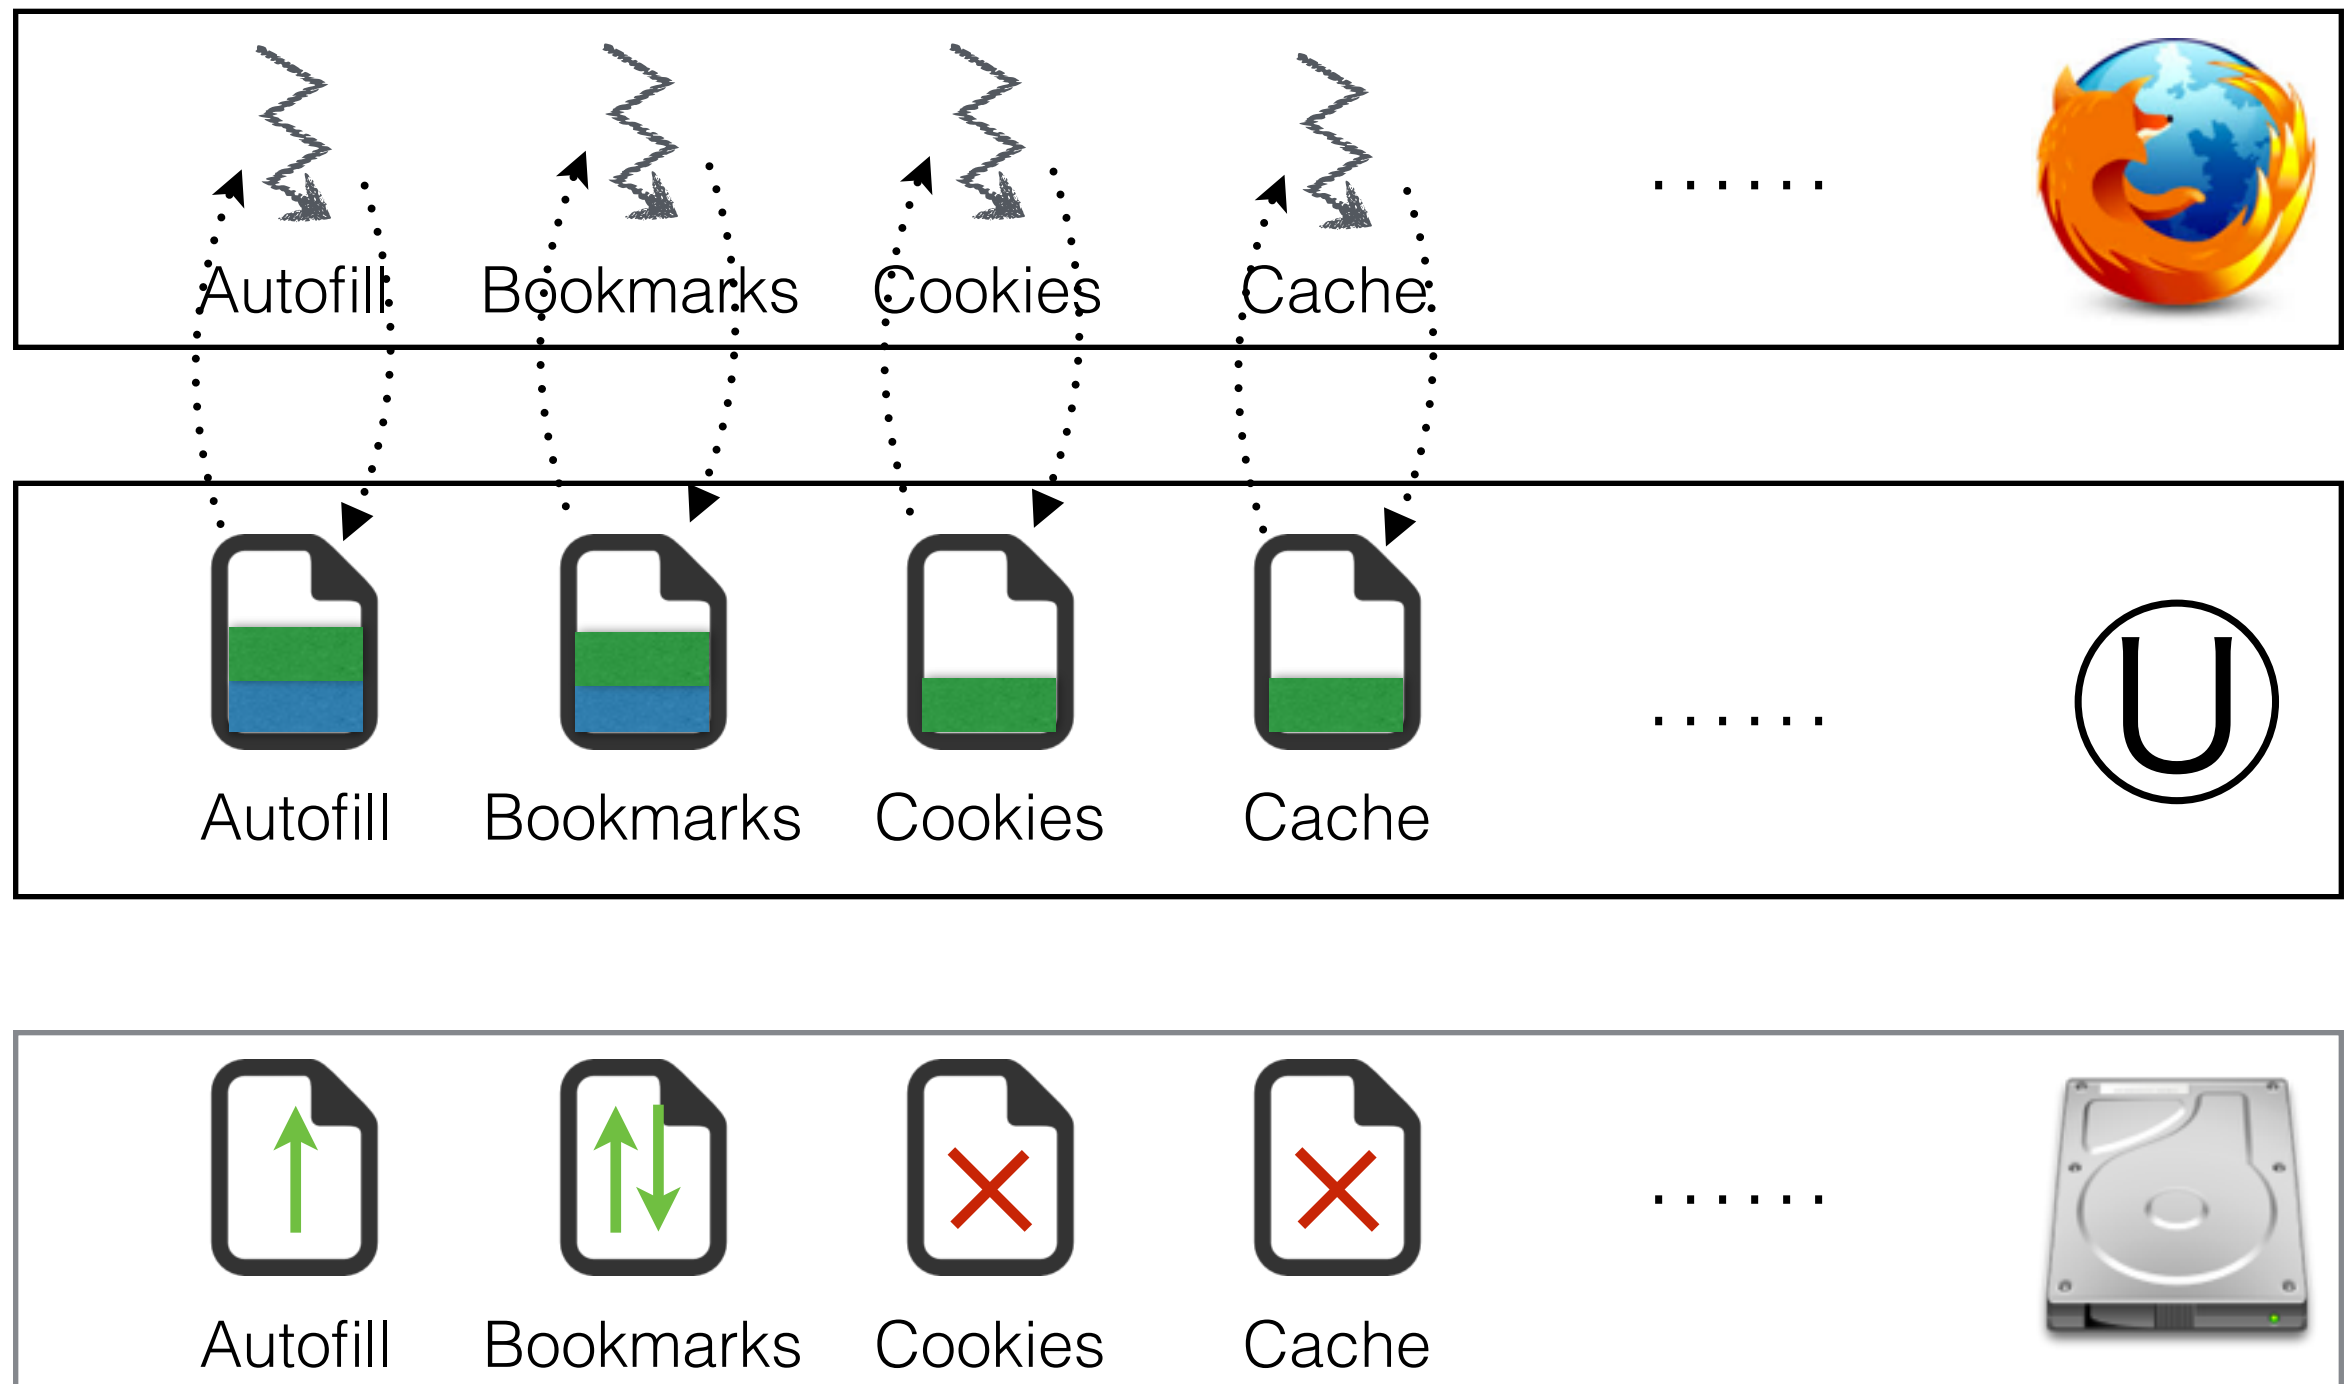 Autofill Bookmarks Cookies Cache ......
...... U
Autofill Bookmarks Cookies Cache
......
Autofill Bookmarks Cookies Cache